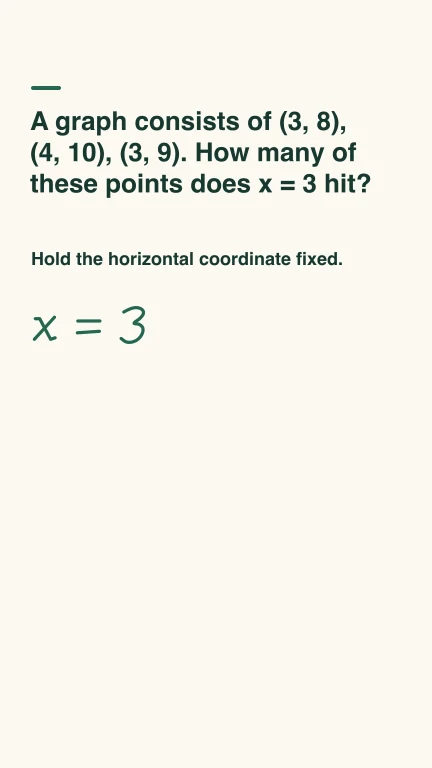 A graph consists of (3, 8),
(4, 10), (3, 9). How many of
these points does x = 3 hit?
Hold the horizontal coordinate fixed.
x = 3